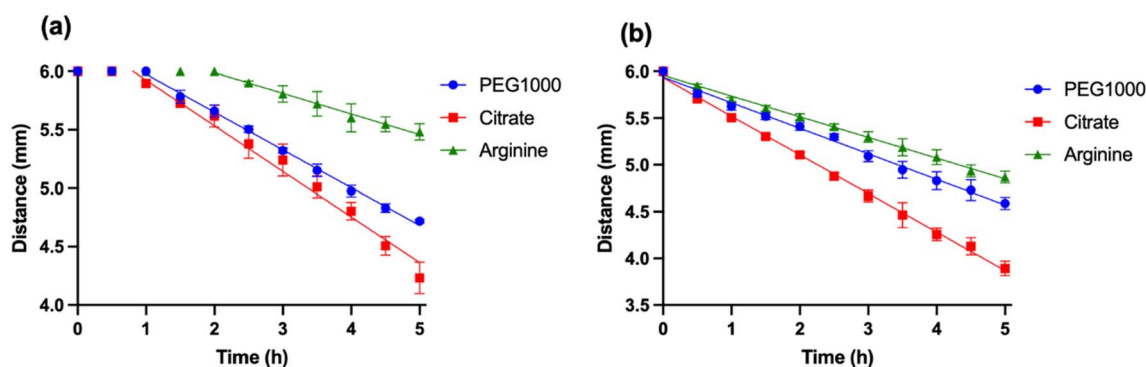 (a)
Distance (mm)
6.0
5.5
5.0
4.5
4.0
0 1 2 3 4 5
Time (h)
PEG1000
Citrate
Arginine
(b)
Distance (mm)
6.0
5.5
5.0
4.5
4.0
3.5
0 1 2 3 4 5
Time (h)
PEG1000
Citrate
Arginine